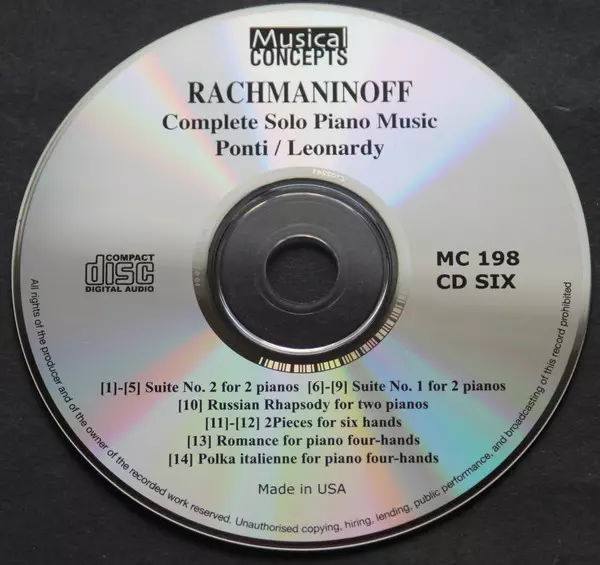 Musical
CONCEPTS
RACHMANINOFF
Complete Solo Piano Music
Ponti / Leonardy
COMPACT
disc
DIGITAL AUDIO
MC 198
CD SIX
[1]-[5] Suite No. 2 for 2 pianos [6]-[9] Suite No. 1 for 2 pianos
[10] Russian Rhapsody for two pianos
[11]-[12] 2Pieces for six hands
[13] Romance for piano four-hands
[14] Polka italienne for piano four-hands
Made in USA
All rights of the producer and of the owner of the recorded work reserved. Unauthorised copying, hiring, lending, public performance, and broadcasting of this record prohibited